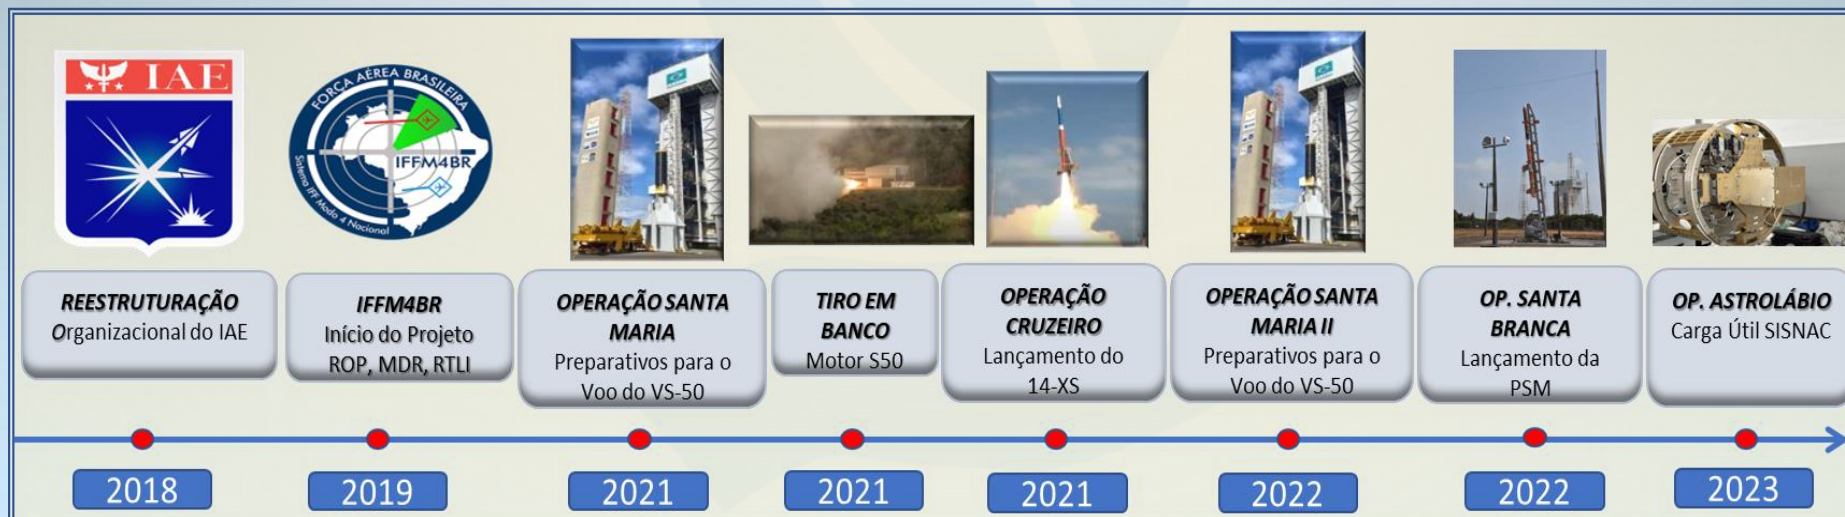 IAE
FORÇA AÉREA BRASILEIRA
IFFM4BR
Sistema IFF Modo 4 Nacional
REESTRUTURAÇÃO
Organizacional do IAE
IFFM4BR
Início do Projeto
ROP, MDR, RTLI
OPERAÇÃO SANTA
MARIA
Preparativos para o
Voo do VS-50
TIRO EM
BANCO
Motor S50
OPERAÇÃO
CRUZEIRO
Lançamento do
14-XS
OPERAÇÃO SANTA
MARIA II
Preparativos para o
Voo do VS-50
OP. SANTA
BRANCA
Lançamento da
PSM
OP. ASTROLÁBIO
Carga Útil SISNAC
2018
2019
2021
2021
2021
2022
2022
2023